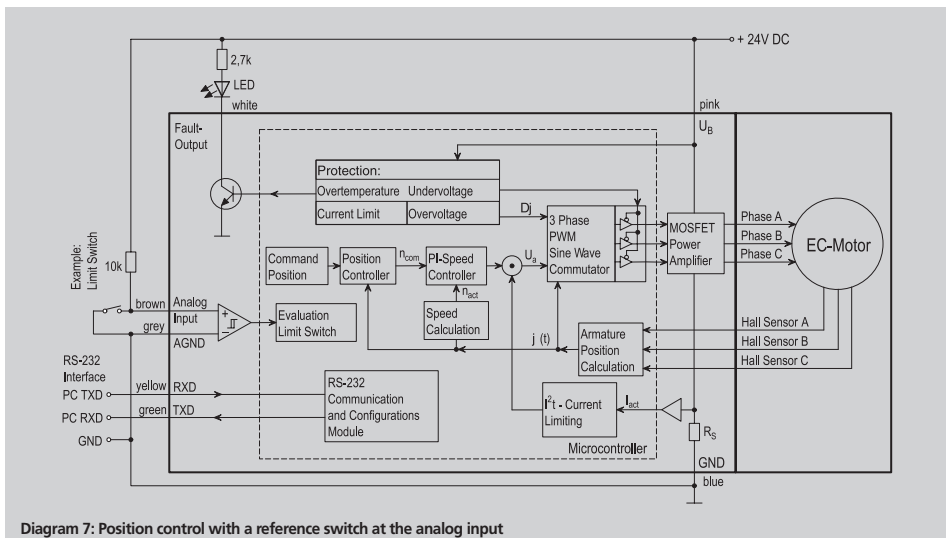 + 24V DC
2,7k
LED
white
pink
Fault-
Output
U_B
Protection:
Overtemperature Undervoltage
Current Limit
Overvoltage
Dj
3 Phase
PWM
Sine Wave
Commutator
MOSFET
Power
Amplifier
Phase A
Phase B
Phase C
EC-Motor
Example:
Limit Switch
10k
Command
Position
Position
Controller
n_com
PI-Speed
Controller
U_a
n_act
Speed
Calculation
brown
Analog
Input
grey
AGND
Evaluation
Limit Switch
j (t)
Armature
Position
Calculation
Hall Sensor A
Hall Sensor B
Hall Sensor C
RS-232
Interface
PC TXD
yellow
RXD
PC RXD
green
TXD
GND
RS-232
Communication
and Configurations
Module
I²t - Current
Limiting
I_act
R_S
Microcontroller
GND
blue
Diagram 7: Position control with a reference switch at the analog input